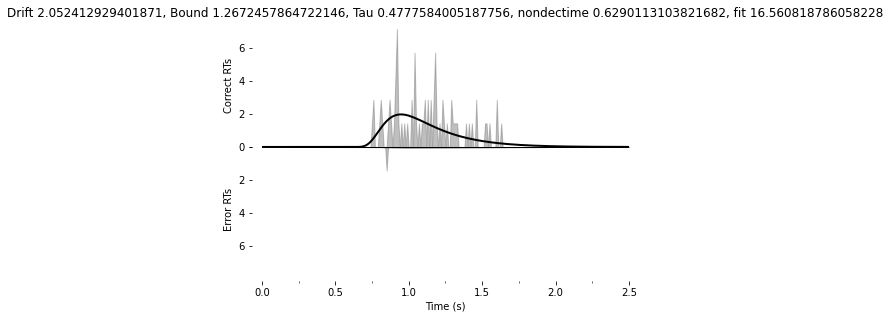 Drift 2.052412929401871, Bound 1.2672457864722146, Tau 0.4777584005187756, nondectime 0.6290113103821682, fit 16.560818786058228
Correct RTs
6
4
2
0
Error RTs
2
4
6
0.0 0.5 1.0 1.5 2.0 2.5
Time (s)